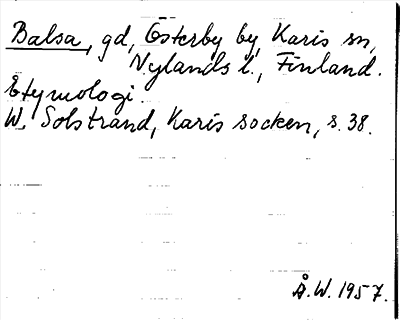 Balsa, gd, Österby by, Karis sn,
Nylands l., Finland.
Etymologi.
W. Solstrand, Karis socken, s. 38.
Å.W. 1957.